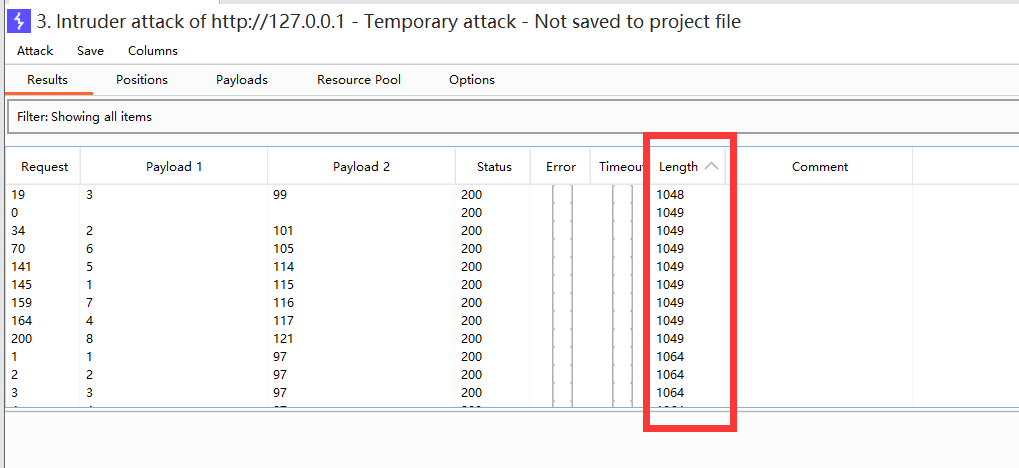 3. Intruder attack of http://127.0.0.1 - Temporary attack - Not saved to project file
Attack Save Columns
Results Positions Payloads Resource Pool Options
Filter: Showing all items
Request Payload 1 Payload 2 Status Error Timeout Length Comment
19 3 99 200 1048
0 200 1049
34 2 101 200 1049
70 6 105 200 1049
141 5 114 200 1049
145 1 115 200 1049
159 7 116 200 1049
164 4 117 200 1049
200 8 121 200 1049
1 1 97 200 1064
2 2 97 200 1064
3 3 97 200 1064